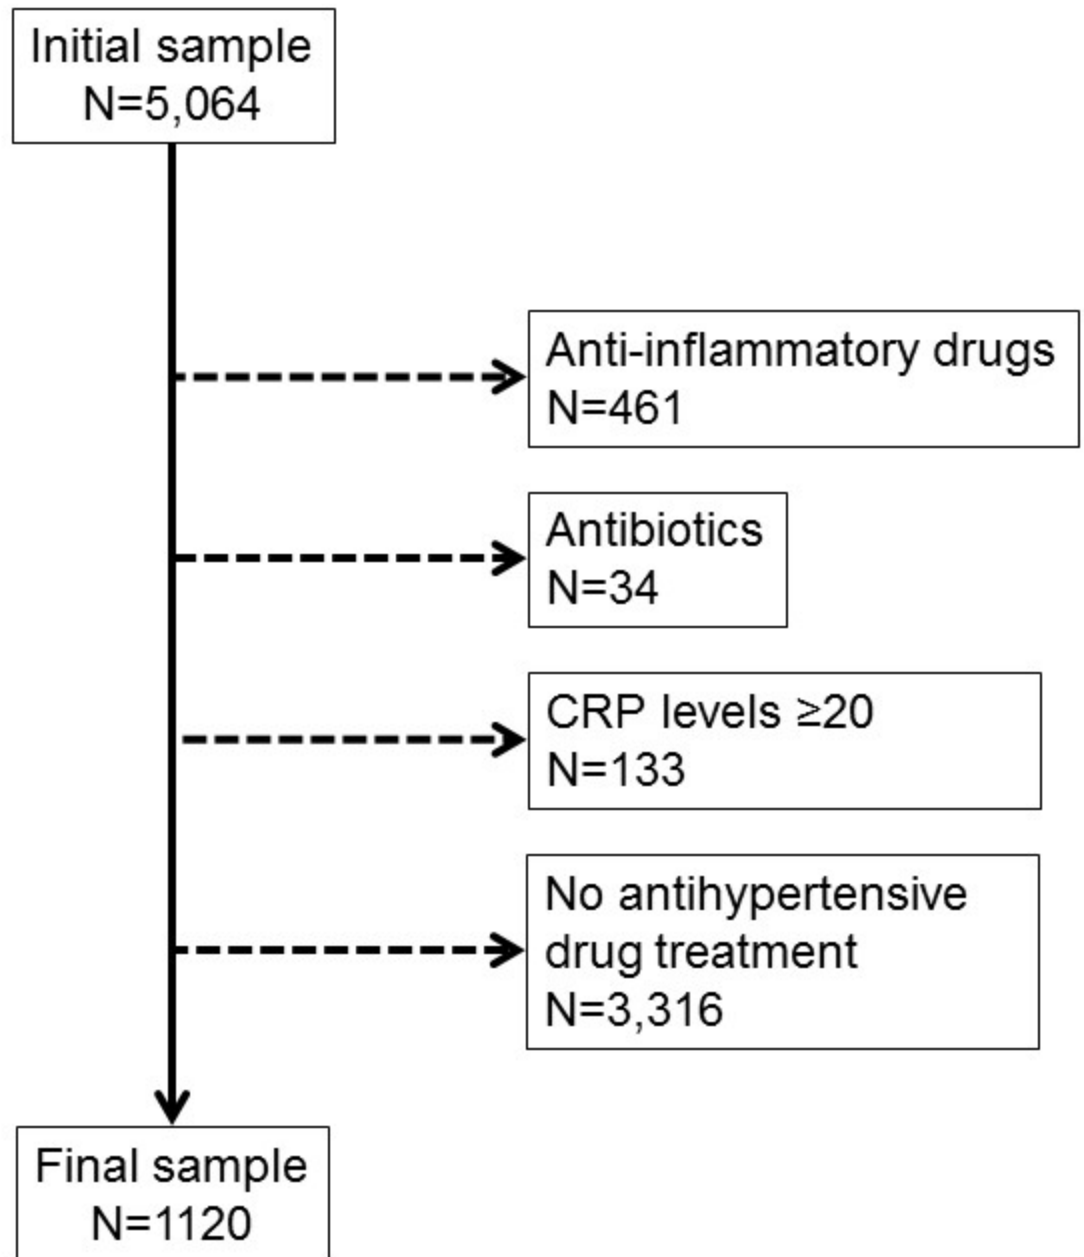 Initial sample
N=5,064
Anti-inflammatory drugs
N=461
Antibiotics
N=34
CRP levels ≥20
N=133
No antihypertensive
drug treatment
N=3,316
Final sample
N=1120